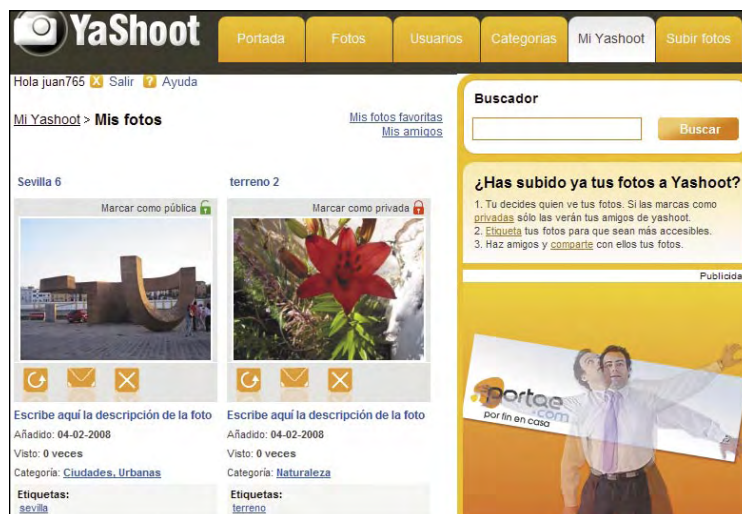 YaShoot
Portada Fotos Usuarios Categorias Mi Yashoot Subir fotos
Hola juan765 X Salir ? Ayuda
Mi Yashoot > Mis fotos
Mis fotos favoritas
Mis amigos
Sevilla 6
Marcar como pública
Escribe aquí la descripción de la foto
Añadido: 04-02-2008
Visto: 0 veces
Categoría: Ciudades, Urbanas
Etiquetas:
sevilla
terreno 2
Marcar como privada
Escribe aquí la descripción de la foto
Añadido: 04-02-2008
Visto: 0 veces
Categoría: Naturaleza
Etiquetas:
terreno
Buscador
Buscar
¿Has subido ya tus fotos a Yashoot?
1. Tu decides quien ve tus fotos. Si las marcas como
privadas sólo las verán tus amigos de yashoot.
2. Etiqueta tus fotos para que sean más accesibles.
3. Haz amigos y comparte con ellos tus fotos.
Publicida
portae
.com
por fin en casa